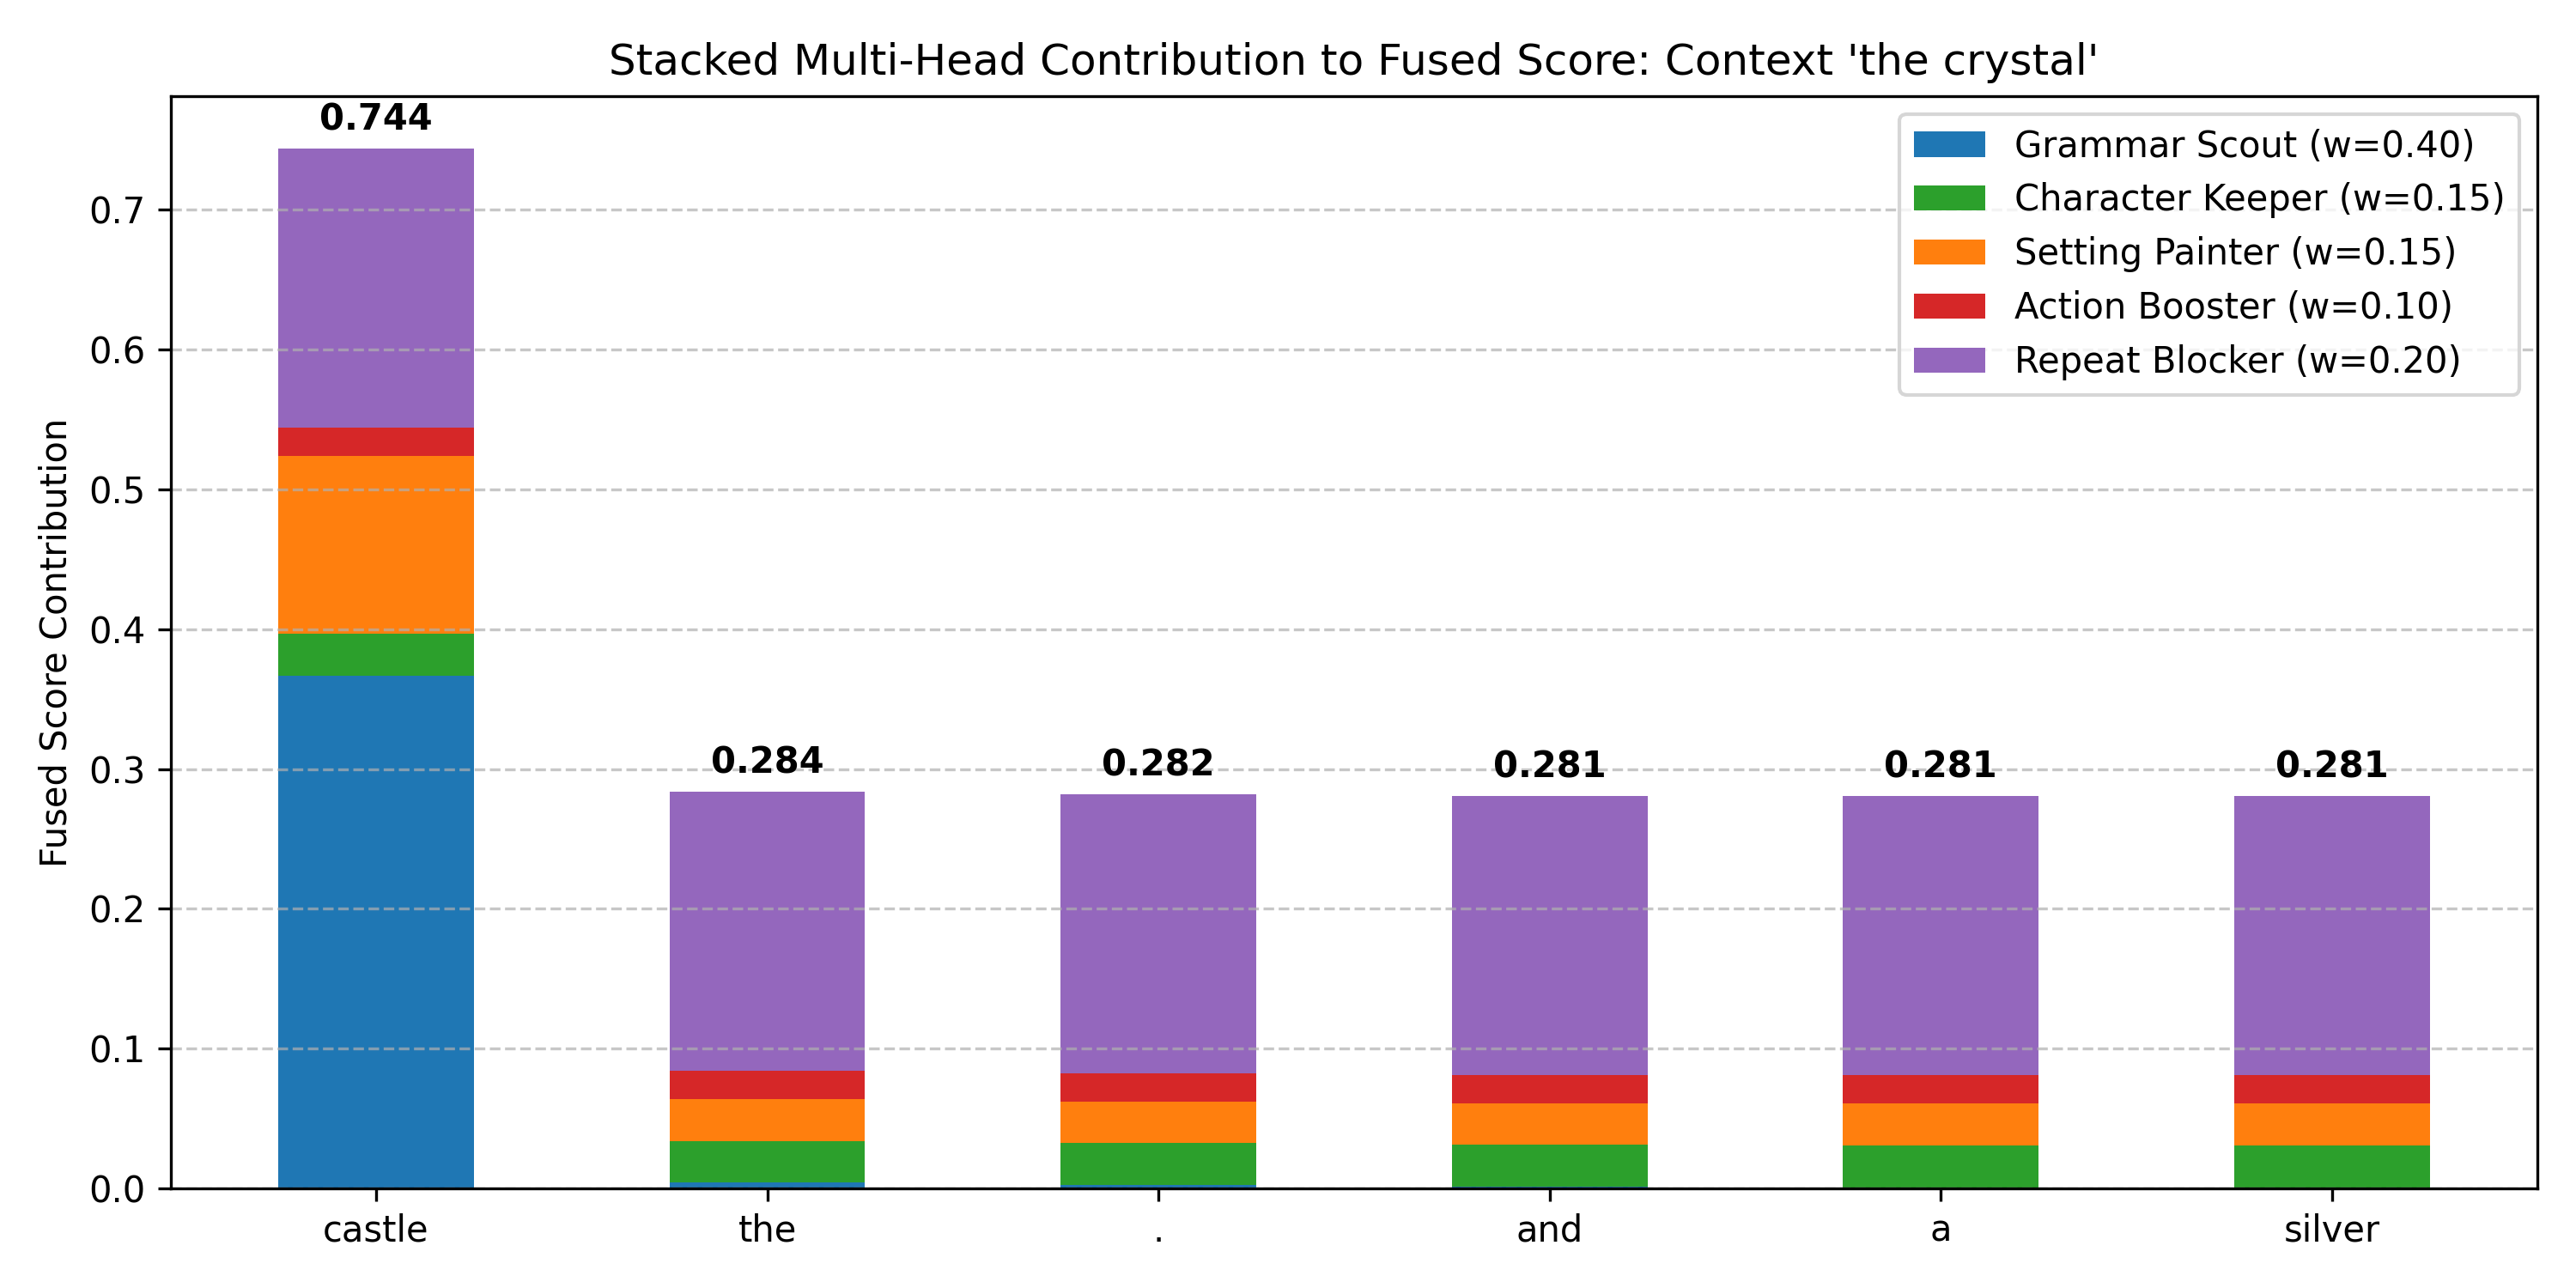 Stacked Multi-Head Contribution to Fused Score: Context 'the crystal'
Fused Score Contribution
0.7
0.6
0.5
0.4
0.3
0.2
0.1
0.0
0.744
0.284
0.282
0.281
0.281
0.281
Grammar Scout (w=0.40)
Character Keeper (w=0.15)
Setting Painter (w=0.15)
Action Booster (w=0.10)
Repeat Blocker (w=0.20)
castle
the
.
and
a
silver